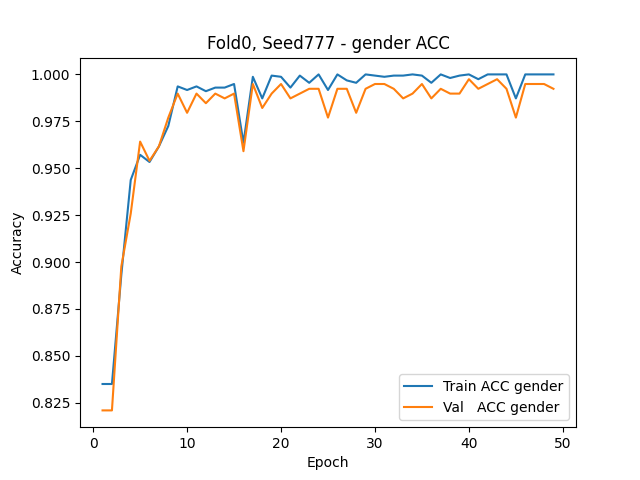 Fold0, Seed777 - gender ACC
1.000
0.975
0.950
0.925
0.900
0.875
0.850
0.825
Accuracy
Train ACC gender
Val   ACC gender
0 10 20 30 40 50
Epoch